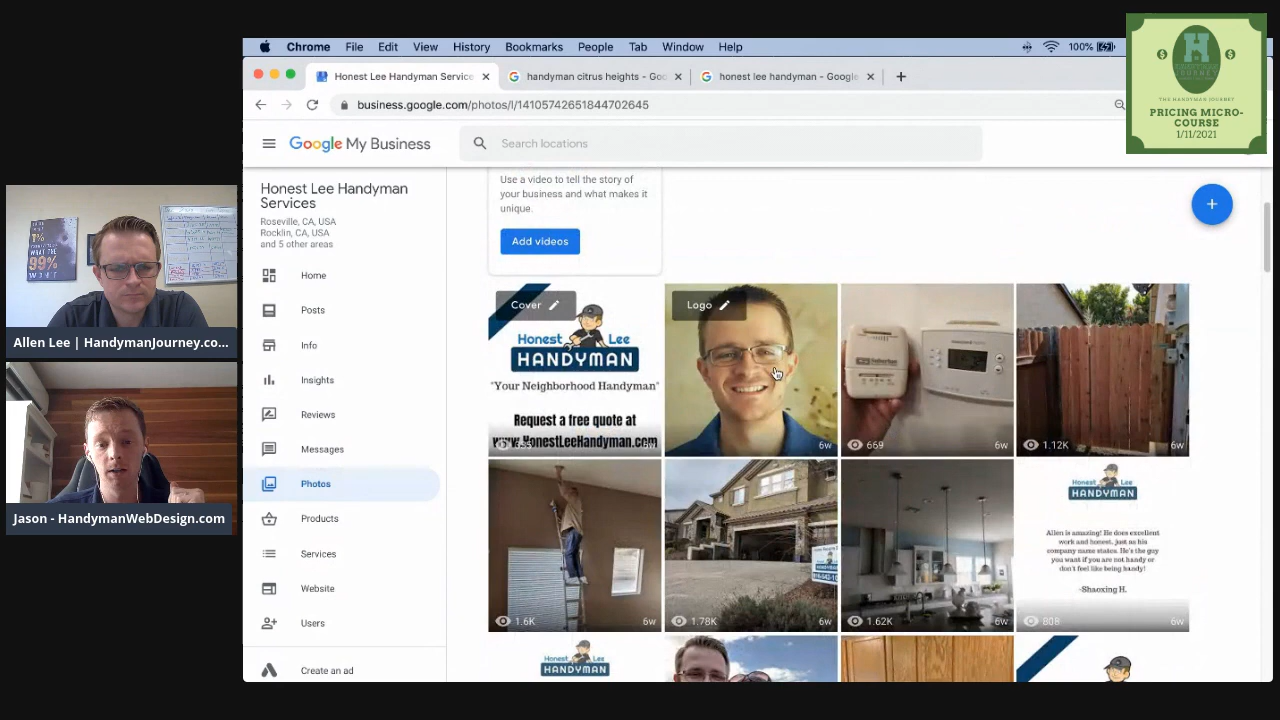 Chrome File Edit View History Bookmarks People Tab Window Help
100%
Honest Lee Handyman Service
handyman citrus heights - Goo
honest lee handyman - Google
business.google.com/photos/l/14105742651844702645
THE HANDYMAN JOURNEY
PRICING MICRO-
COURSE
1/11/2021
Google My Business
Search locations
Honest Lee Handyman
Services
Roseville, CA, USA
Rocklin, CA, USA
and 5 other areas
Home
Posts
Info
Insights
Reviews
Messages
Photos
Products
Services
Website
Users
Create an ad
Use a video to tell the story of
your business and what makes it
unique.
Add videos
Cover
Honest Lee
HANDYMAN
"Your Neighborhood Handyman"
Request a free quote at
www.HonestLeeHandyman.com
Logo
6w
669
6w
1.12K
6w
1.6K
6w
1.78K
6w
1.62K
6w
Honest Lee
HANDYMAN
Allen is amazing! He does excellent
work and honest, just as his
company name states. He's the guy
you want if you are not handy or
don't feel like being handy!
-Shaoxing H.
808
6w
Honest Lee
HANDYMAN
1%
WHAT THE
99%
Allen Lee | HandymanJourney.co...
Jason - HandymanWebDesign.com